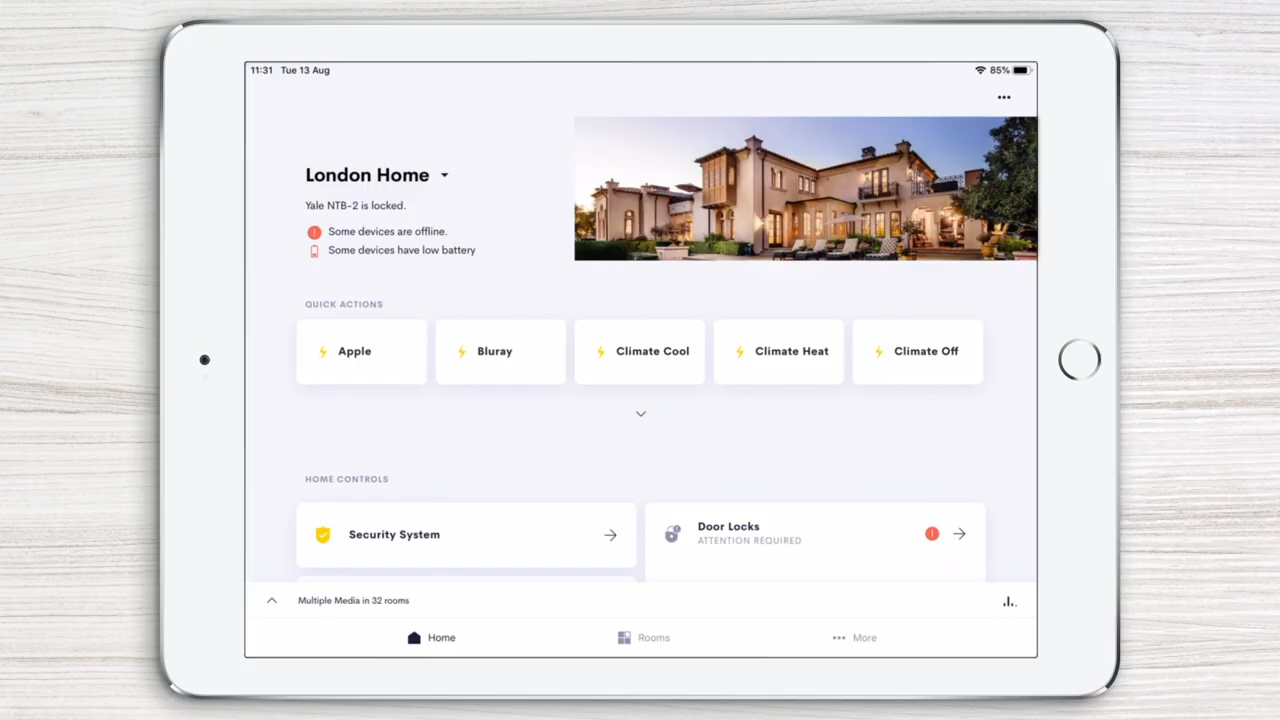 11:31 Tue 13 Aug
85%
London Home
Yale NTB-2 is locked.
Some devices are offline.
Some devices have low battery
QUICK ACTIONS
Apple
Bluray
Climate Cool
Climate Heat
Climate Off
HOME CONTROLS
Security System
Door Locks
ATTENTION REQUIRED
Multiple Media in 32 rooms
Home
Rooms
More